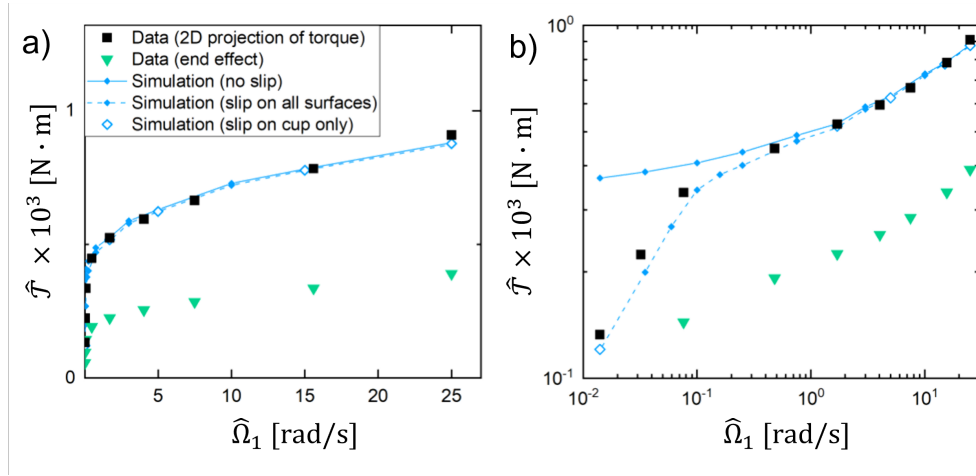 a)
Data (2D projection of torque)
Data (end effect)
Simulation (no slip)
Simulation (slip on all surfaces)
Simulation (slip on cup only)
1
0
𝒯̂ × 10³ [N · m]
0 5 10 15 20 25
Ω̂₁ [rad/s]
b)
10⁰
10⁻¹
𝒯̂ × 10³ [N · m]
10⁻² 10⁻¹ 10⁰ 10¹
Ω̂₁ [rad/s]